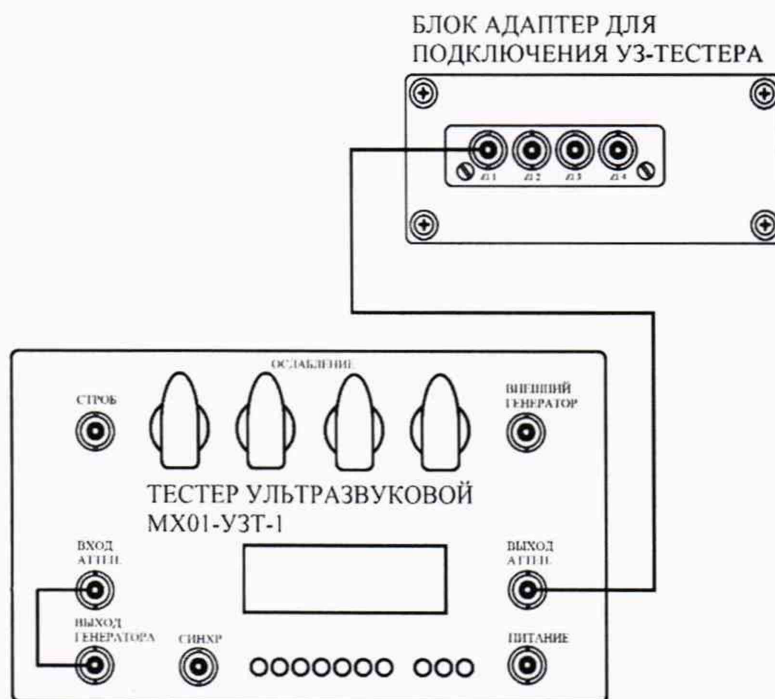 БЛОК АДАПТЕР ДЛЯ
ПОДКЛЮЧЕНИЯ УЗ-ТЕСТЕРА
ОСЛАБЛЕНИЕ
СТРОБ
ВНЕШНИЙ
ГЕНЕРАТОР
ТЕСТЕР УЛЬТРАЗВУКОВОЙ
МХ01-УЗТ-1
ВХОД
АТТЕН.
ВЫХОД
АТТЕН.
ВЫХОД
ГЕНЕРАТОРА
СИНХР
ПИТАНИЕ